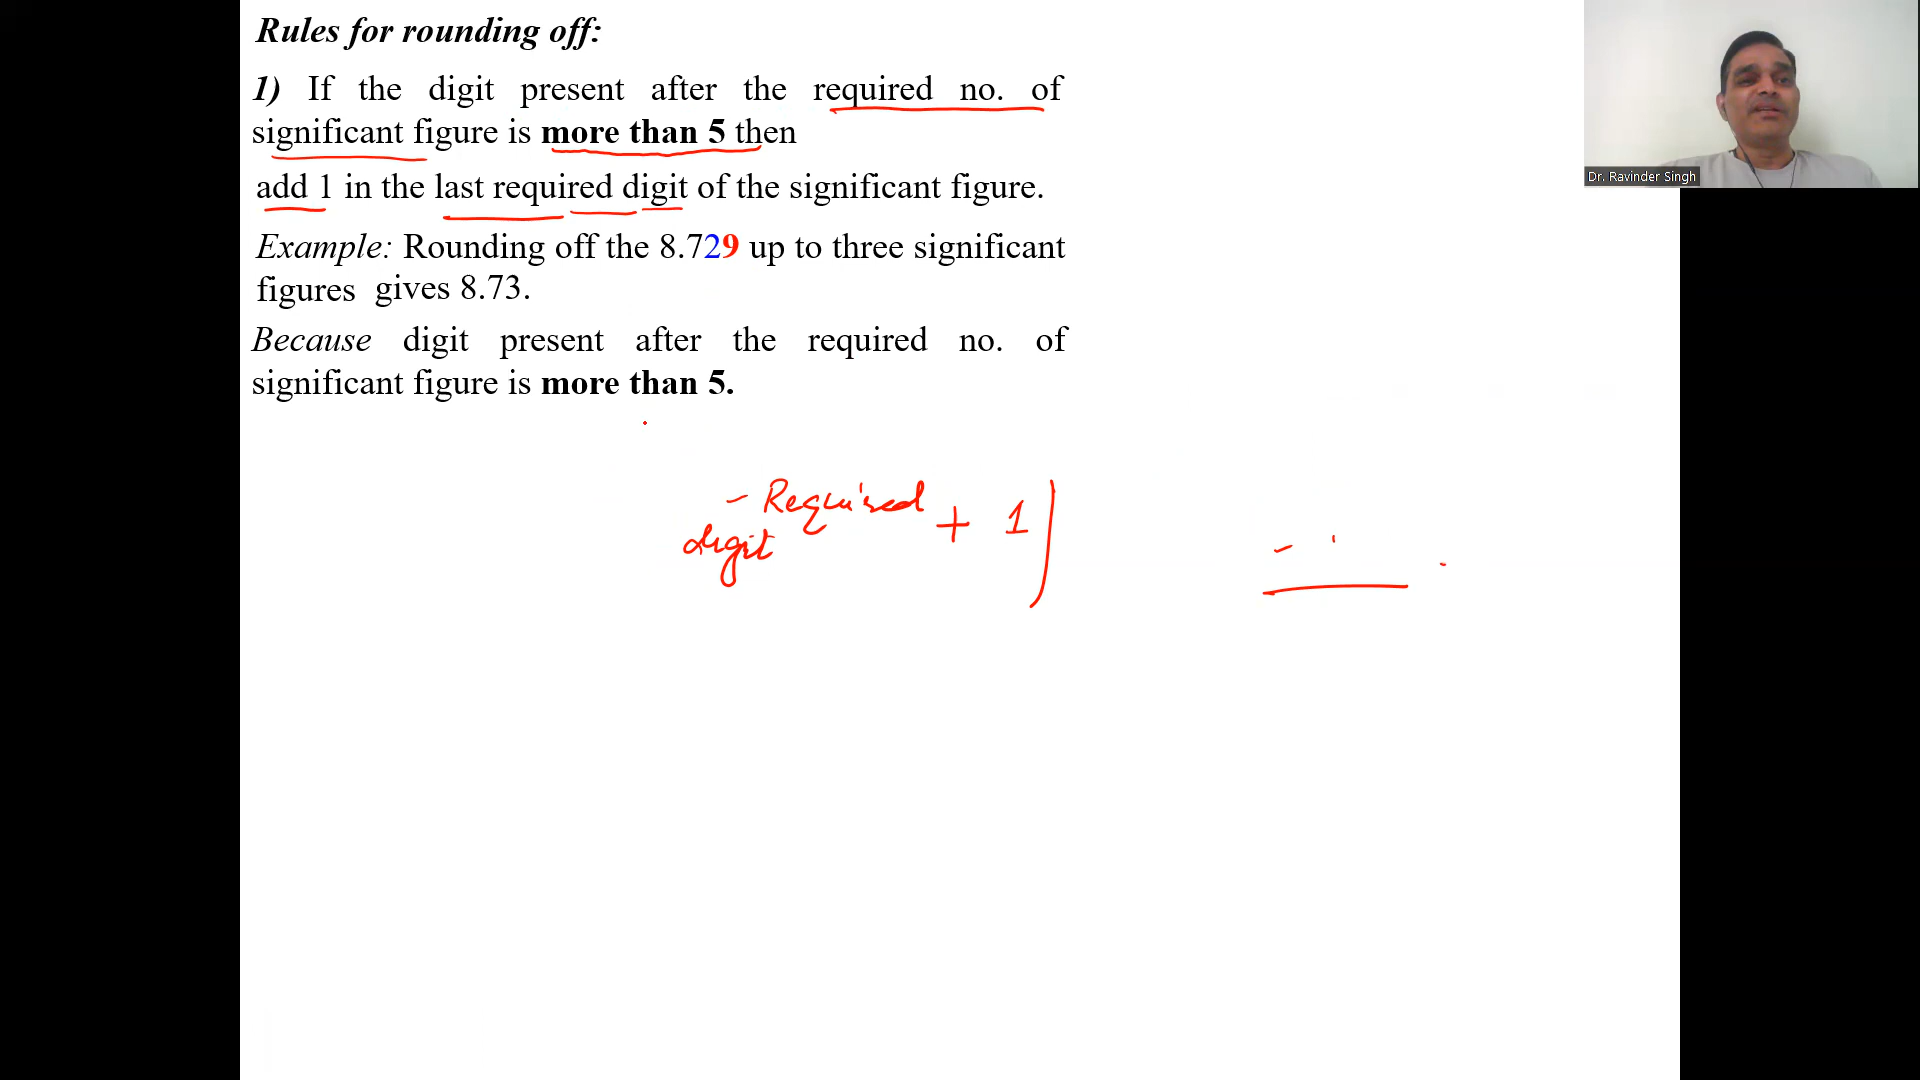 Rules for rounding off:
1) If the digit present after the required no. of
significant figure is more than 5 then
add 1 in the last required digit of the significant figure.
Example: Rounding off the 8.729 up to three significant
figures gives 8.73.
Because digit present after the required no. of
significant figure is more than 5.
- Required + 1
digit
Dr. Ravinder Singh